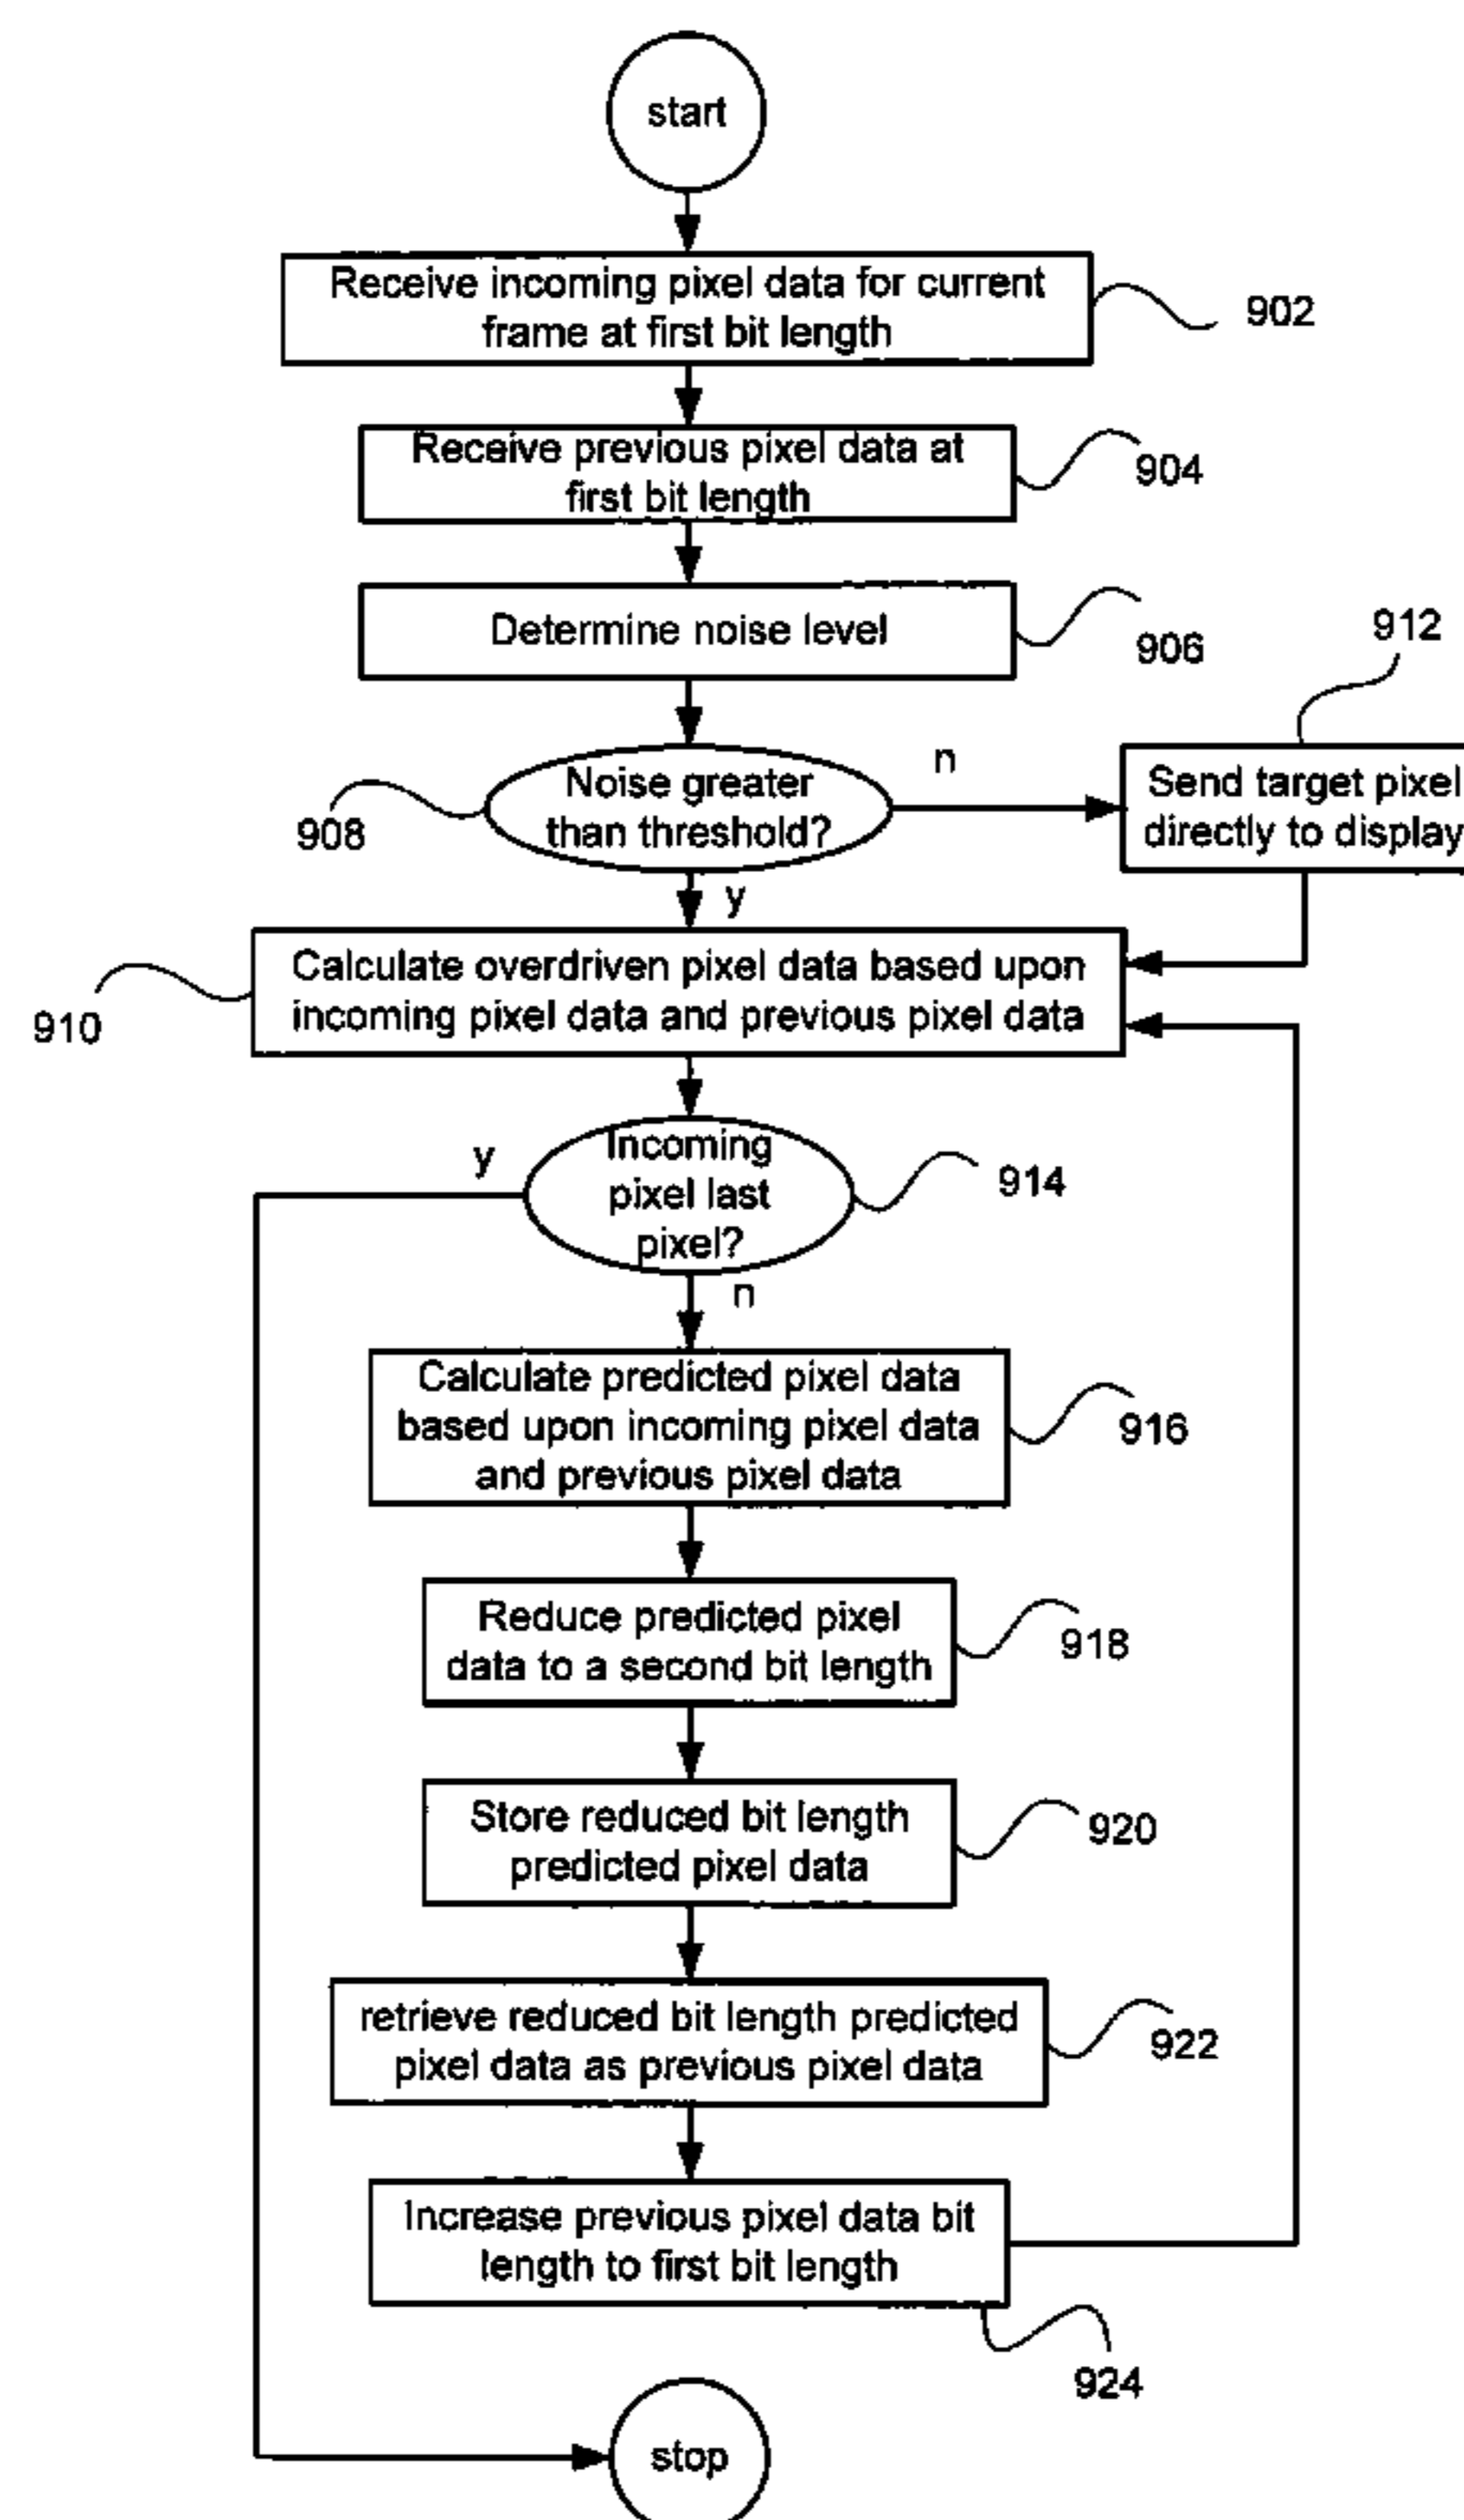 start
Receive incoming pixel data for current
frame at first bit length
902
Receive previous pixel data at
first bit length
904
Determine noise level
906
912
Noise greater
than threshold?
908
n
Send target pixel
directly to display
y
Calculate overdriven pixel data based upon
incoming pixel data and previous pixel data
910
y
Incoming
pixel last
pixel?
914
n
Calculate predicted pixel data
based upon incoming pixel data
and previous pixel data
916
Reduce predicted pixel
data to a second bit length
918
Store reduced bit length
predicted pixel data
920
retrieve reduced bit length predicted
pixel data as previous pixel data
922
Increase previous pixel data bit
length to first bit length
924
stop